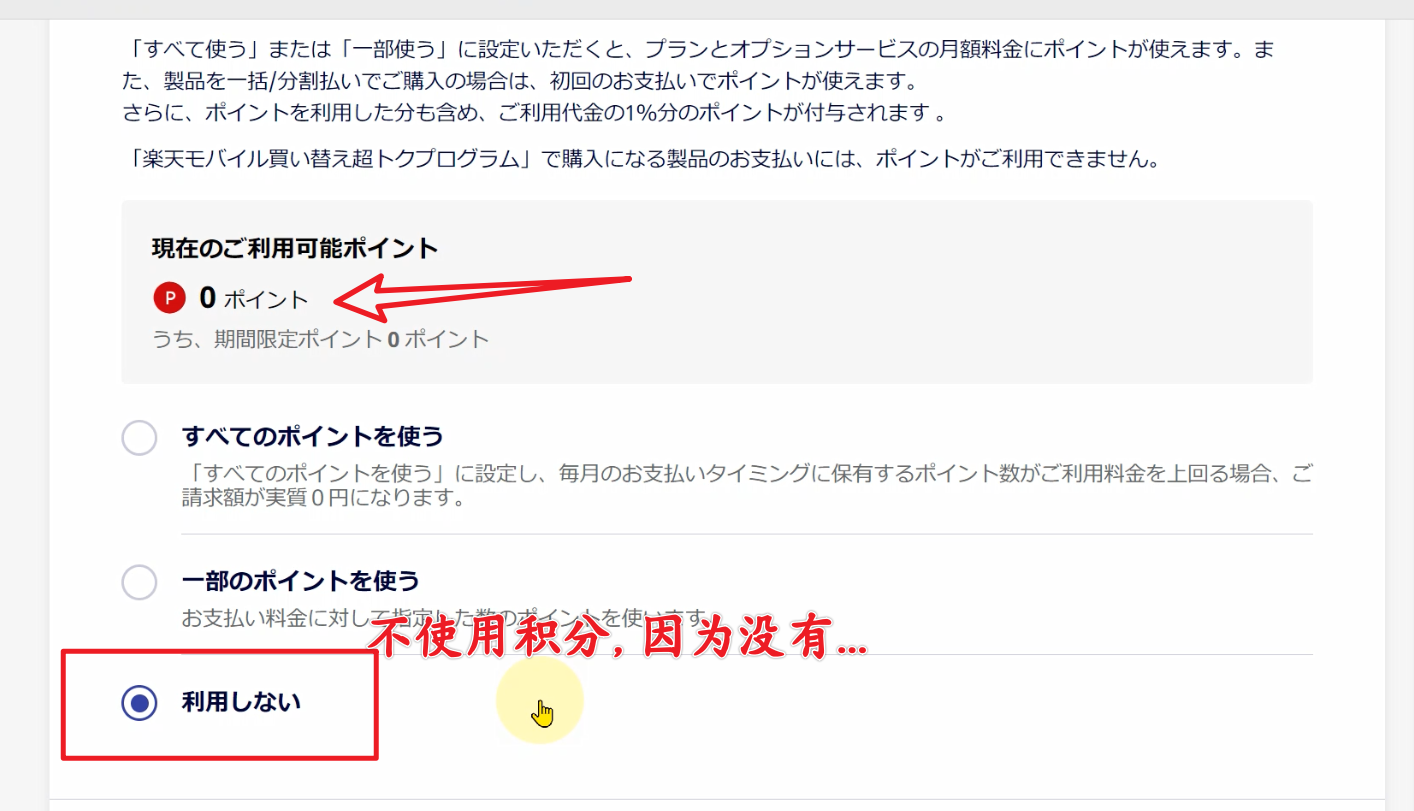 「すべて使う」または「一部使う」に設定いただくと、プランとオプションサービスの月額料金にポイントが使えます。ま
た、製品を一括/分割払いでご購入の場合は、初回のお支払いでポイントが使えます。
さらに、ポイントを利用した分も含め、ご利用代金の1%分のポイントが付与されます 。
「楽天モバイル買い替え超トクプログラム」で購入になる製品のお支払いには、ポイントがご利用できません。
現在のご利用可能ポイント
P 0 ポイント
うち、期間限定ポイント 0 ポイント
すべてのポイントを使う
「すべてのポイントを使う」に設定し、毎月のお支払いタイミングに保有するポイント数がご利用料金を上回る場合、ご
請求額が実質０円になります。
一部のポイントを使う
お支払い料金に対して指定した数のポイントを使います。
不使用积分, 因为没有...
利用しない